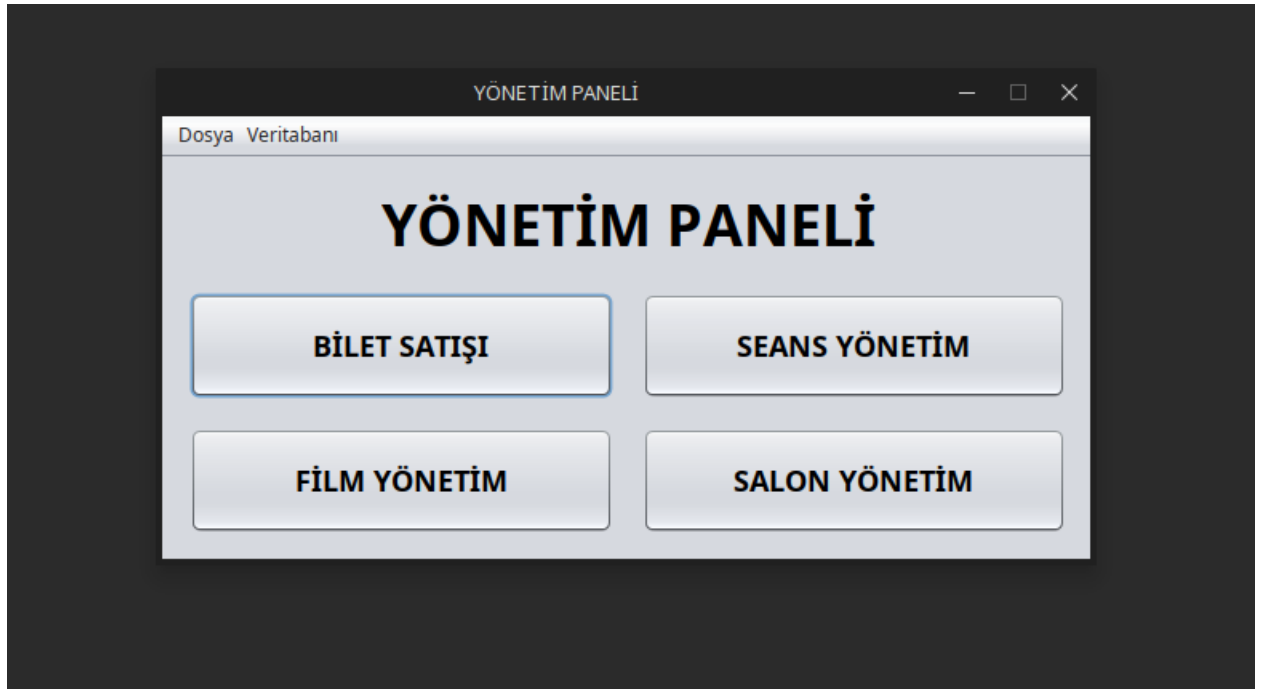 YÖNETİM PANELİ
Dosya Veritabanı
YÖNETİM PANELİ
BİLET SATIŞI
SEANS YÖNETİM
FİLM YÖNETİM
SALON YÖNETİM